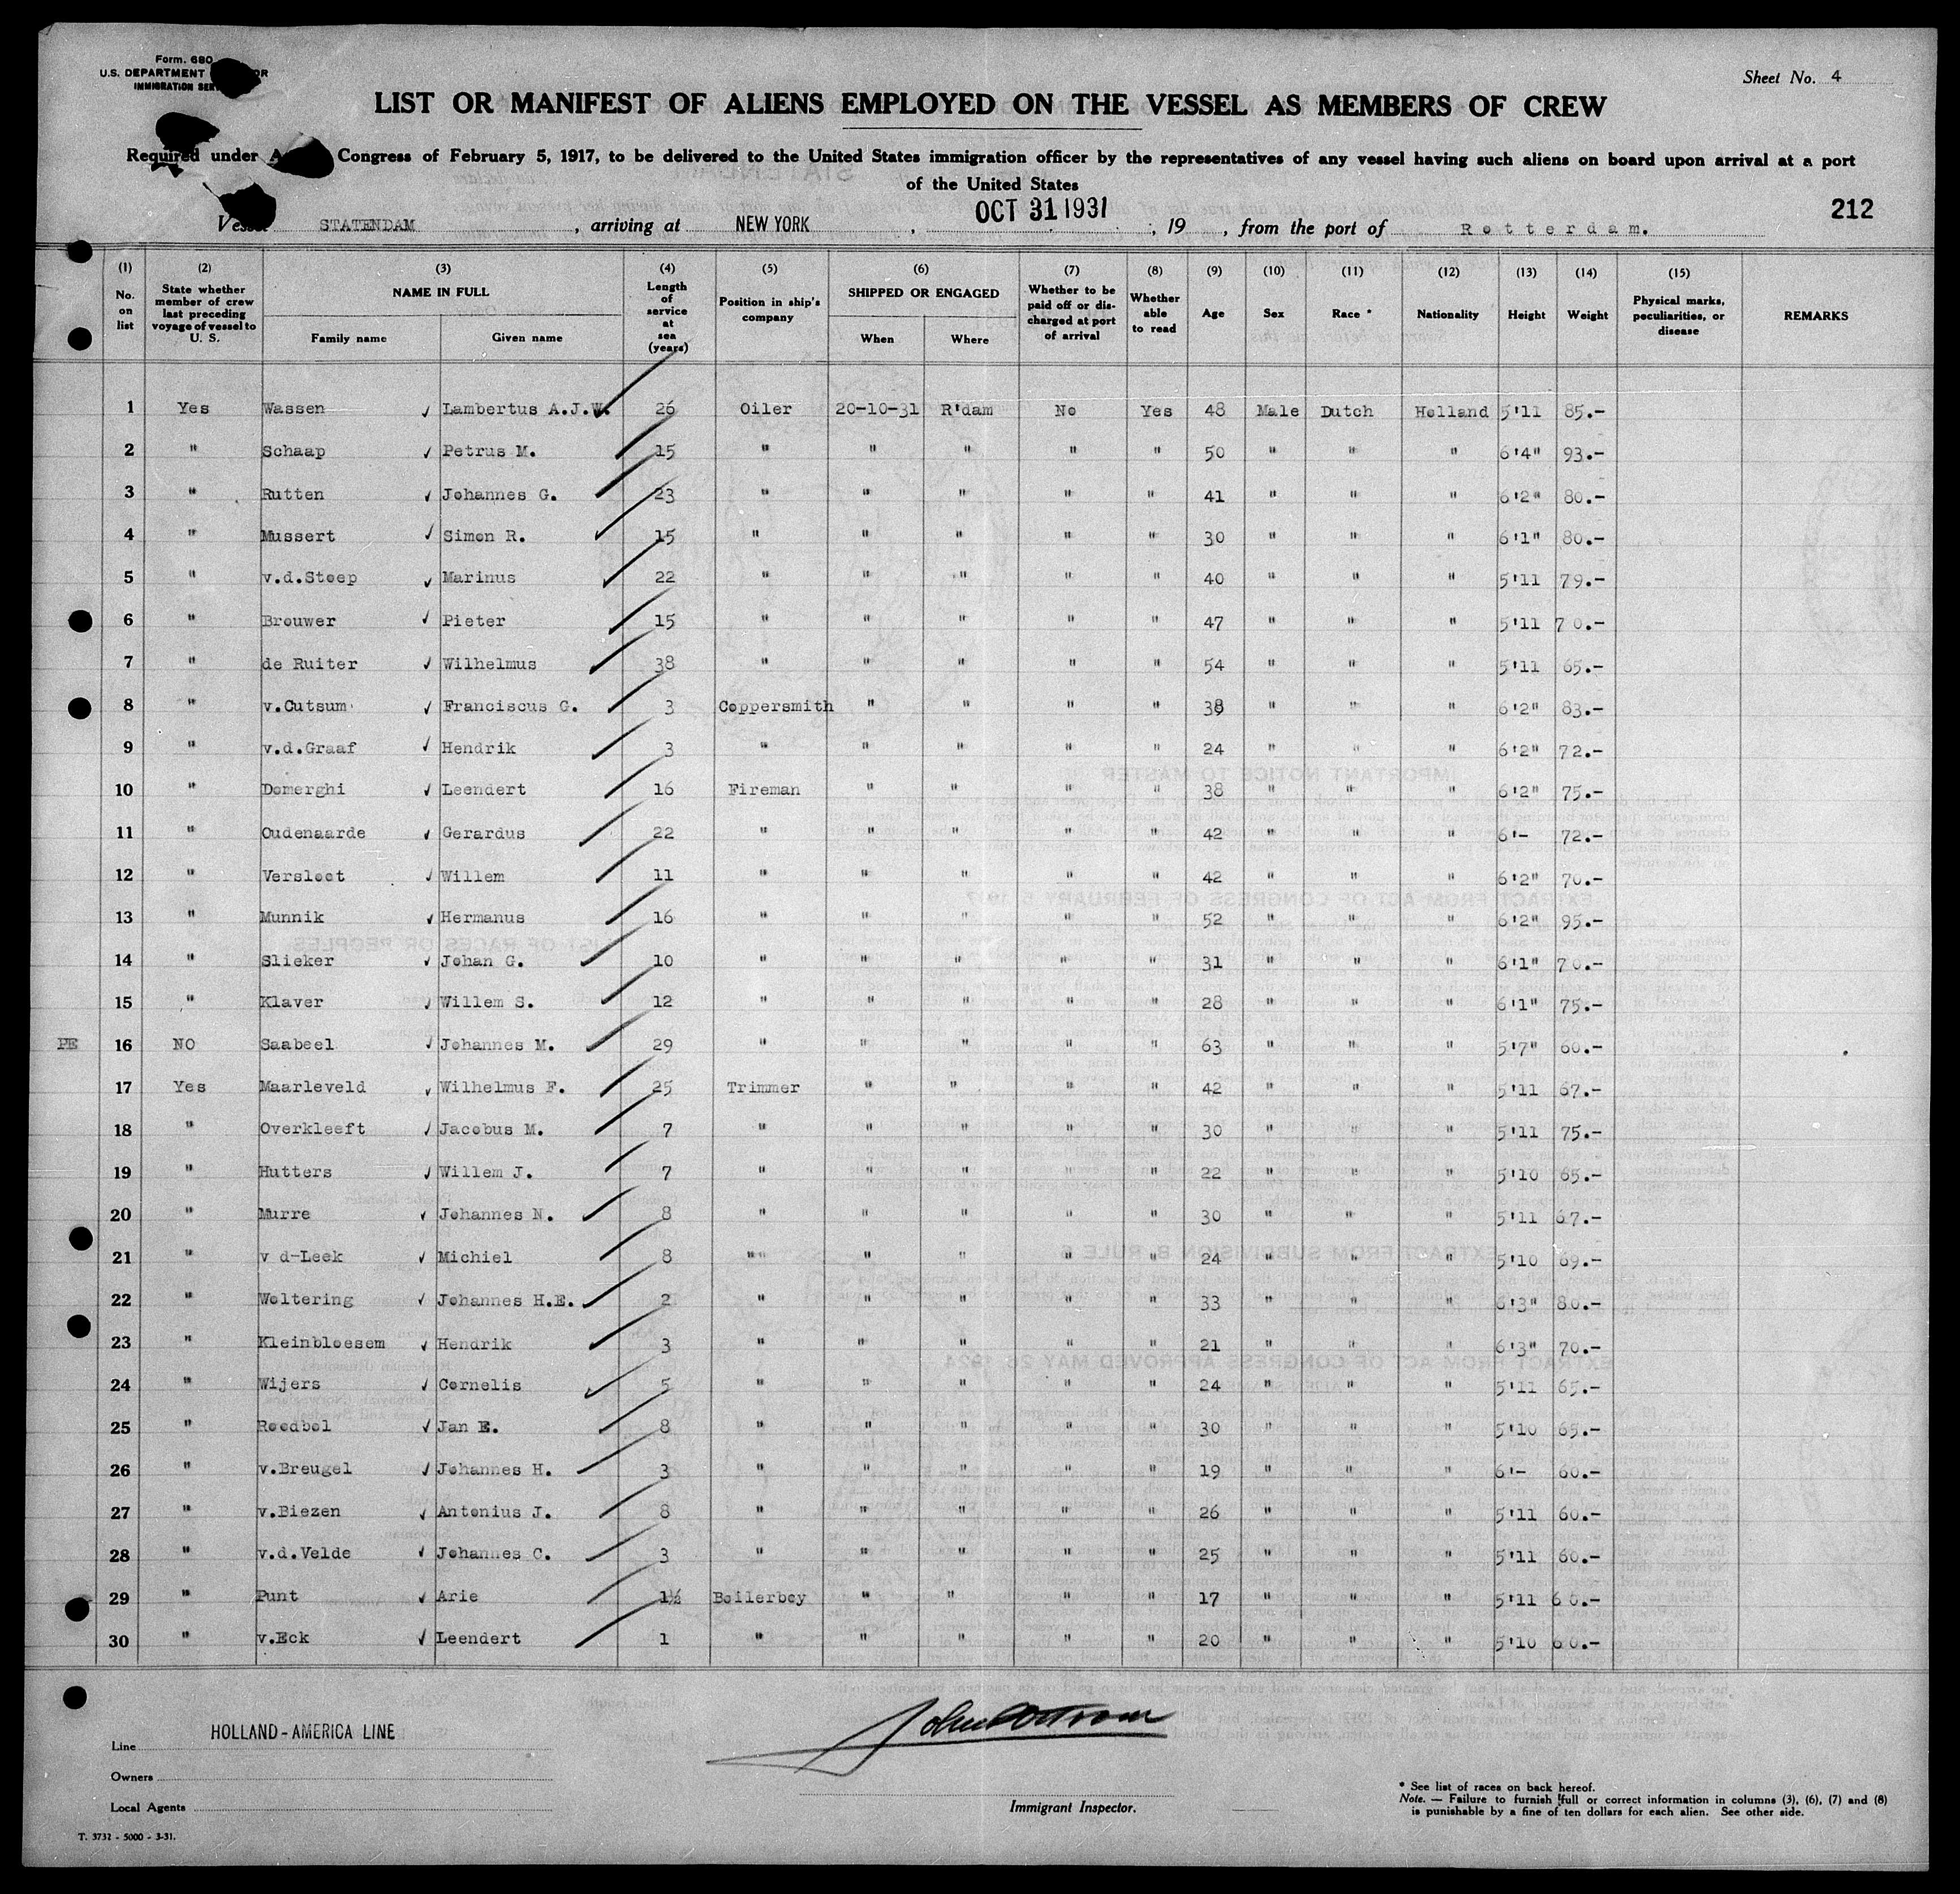 Form. 680
U.S. DEPARTMENT
IMMIGRATION
Sheet No. 4
LIST OR MANIFEST OF ALIENS EMPLOYED ON THE VESSEL AS MEMBERS OF CREW
Required under Congress of February 5, 1917, to be delivered to the United States immigration officer by the representatives of any vessel having such aliens on board upon arrival at a port
of the United States
Vessel STATENDAM , arriving at NEW YORK , OCT 31 1931 , 19 , from the port of Rotterdam. 212
(1) No. on list (2) State whether member of crew last preceding voyage of vessel to U. S. (3) NAME IN FULL Family name Given name (4) Length of service at sea (years) (5) Position in ship's company (6) SHIPPED OR ENGAGED When Where (7) Whether to be paid off or discharged at port of arrival (8) Whether able to read (9) Age (10) Sex (11) Race * (12) Nationality (13) Height (14) Weight (15) Physical marks, peculiarities, or disease REMARKS
1 Yes Wassen ✓ Lambertus A.J.W. 26 Oiler 20-10-31 R'dam No Yes 48 Male Dutch Holland 5'11 85.-
2 " Schaap ✓ Petrus M. 15 " " " " " 50 " " " 6'4" 93.-
3 " Rutten ✓ Johannes G. 23 " " " " " 41 " " " 6'2" 80.-
4 " Mussert ✓ Simon R. 15 " " " " " 30 " " " 6'1" 80.-
5 " v.d.Stoep ✓ Marinus 22 " " " " " 40 " " " 5'11 79.-
6 " Brouwer ✓ Pieter 15 " " " " " 47 " " " 5'11 70.-
7 " de Ruiter ✓ Wilhelmus 38 " " " " " 54 " " " 5'11 65.-
8 " v.Cutsum ✓ Franciscus G. 3 Coppersmith " " " " 38 " " " 6'2" 83.-
9 " v.d.Graaf ✓ Hendrik 3 " " " " " 24 " " " 6'2" 72.-
10 " Domerghi ✓ Leendert 16 Fireman " " " " 38 " " " 6'2" 75.-
11 " Oudenaarde ✓ Gerardus 22 " " " " " 42 " " " 6'- 72.-
12 " Versloot ✓ Willem 11 " " " " " 42 " " " 6'2" 70.-
13 " Munnik ✓ Hermanus 16 " " " " " 52 " " " 6'2" 95.-
14 " Slieker ✓ Johan G. 10 " " " " " 31 " " " 6'1" 70.-
15 " Klaver ✓ Willem S. 12 " " " " " 28 " " " 6'1" 75.-
PE 16 NO Saabeel ✓ Johannes M. 29 " " " " " 63 " " " 5'7" 60.-
17 Yes Maarleveld ✓ Wilhelmus F. 25 Trimmer " " " " 42 " " " 5'11 67.-
18 " Overkleeft ✓ Jacobus M. 7 " " " " " 30 " " " 5'11 75.-
19 " Hutters ✓ Willem J. 7 " " " " " 22 " " " 5'10 65.-
20 " Murre ✓ Johannes N. 8 " " " " " 30 " " " 5'11 67.-
21 " v d-Leek ✓ Michiel 8 " " " " " 24 " " " 5'10 69.-
22 " Woltering ✓ Johannes H.E. 2 " " " " " 33 " " " 6'3" 80.-
23 " Kleinbloesem ✓ Hendrik 3 " " " " " 21 " " " 6'3" 70.-
24 " Wijers ✓ Cornelis 5 " " " " " 24 " " " 5'11 65.-
25 " Roodbol ✓ Jan E. 8 " " " " " 30 " " " 5'10 65.-
26 " v.Breugel ✓ Johannes H. 3 " " " " " 19 " " " 6'- 60.-
27 " v.Biezen ✓ Antonius J. 8 " " " " " 26 " " " 5'11 60.-
28 " v.d.Velde ✓ Johannes C. 3 " " " " " 25 " " " 5'11 60.-
29 " Punt ✓ Arie 1½ Boilerboy " " " " 17 " " " 5'11 60.-
30 " v.Eck ✓ Leendert 1 " " " " " 20 " " " 5'10 60.-
Line HOLLAND-AMERICA LINE
Owners
Local Agents
Immigrant Inspector.
* See list of races on back hereof.
Note. — Failure to furnish full or correct information in columns (3), (6), (7) and (8)
is punishable by a fine of ten dollars for each alien. See other side.
T. 3732 - 5000 - 3-31.